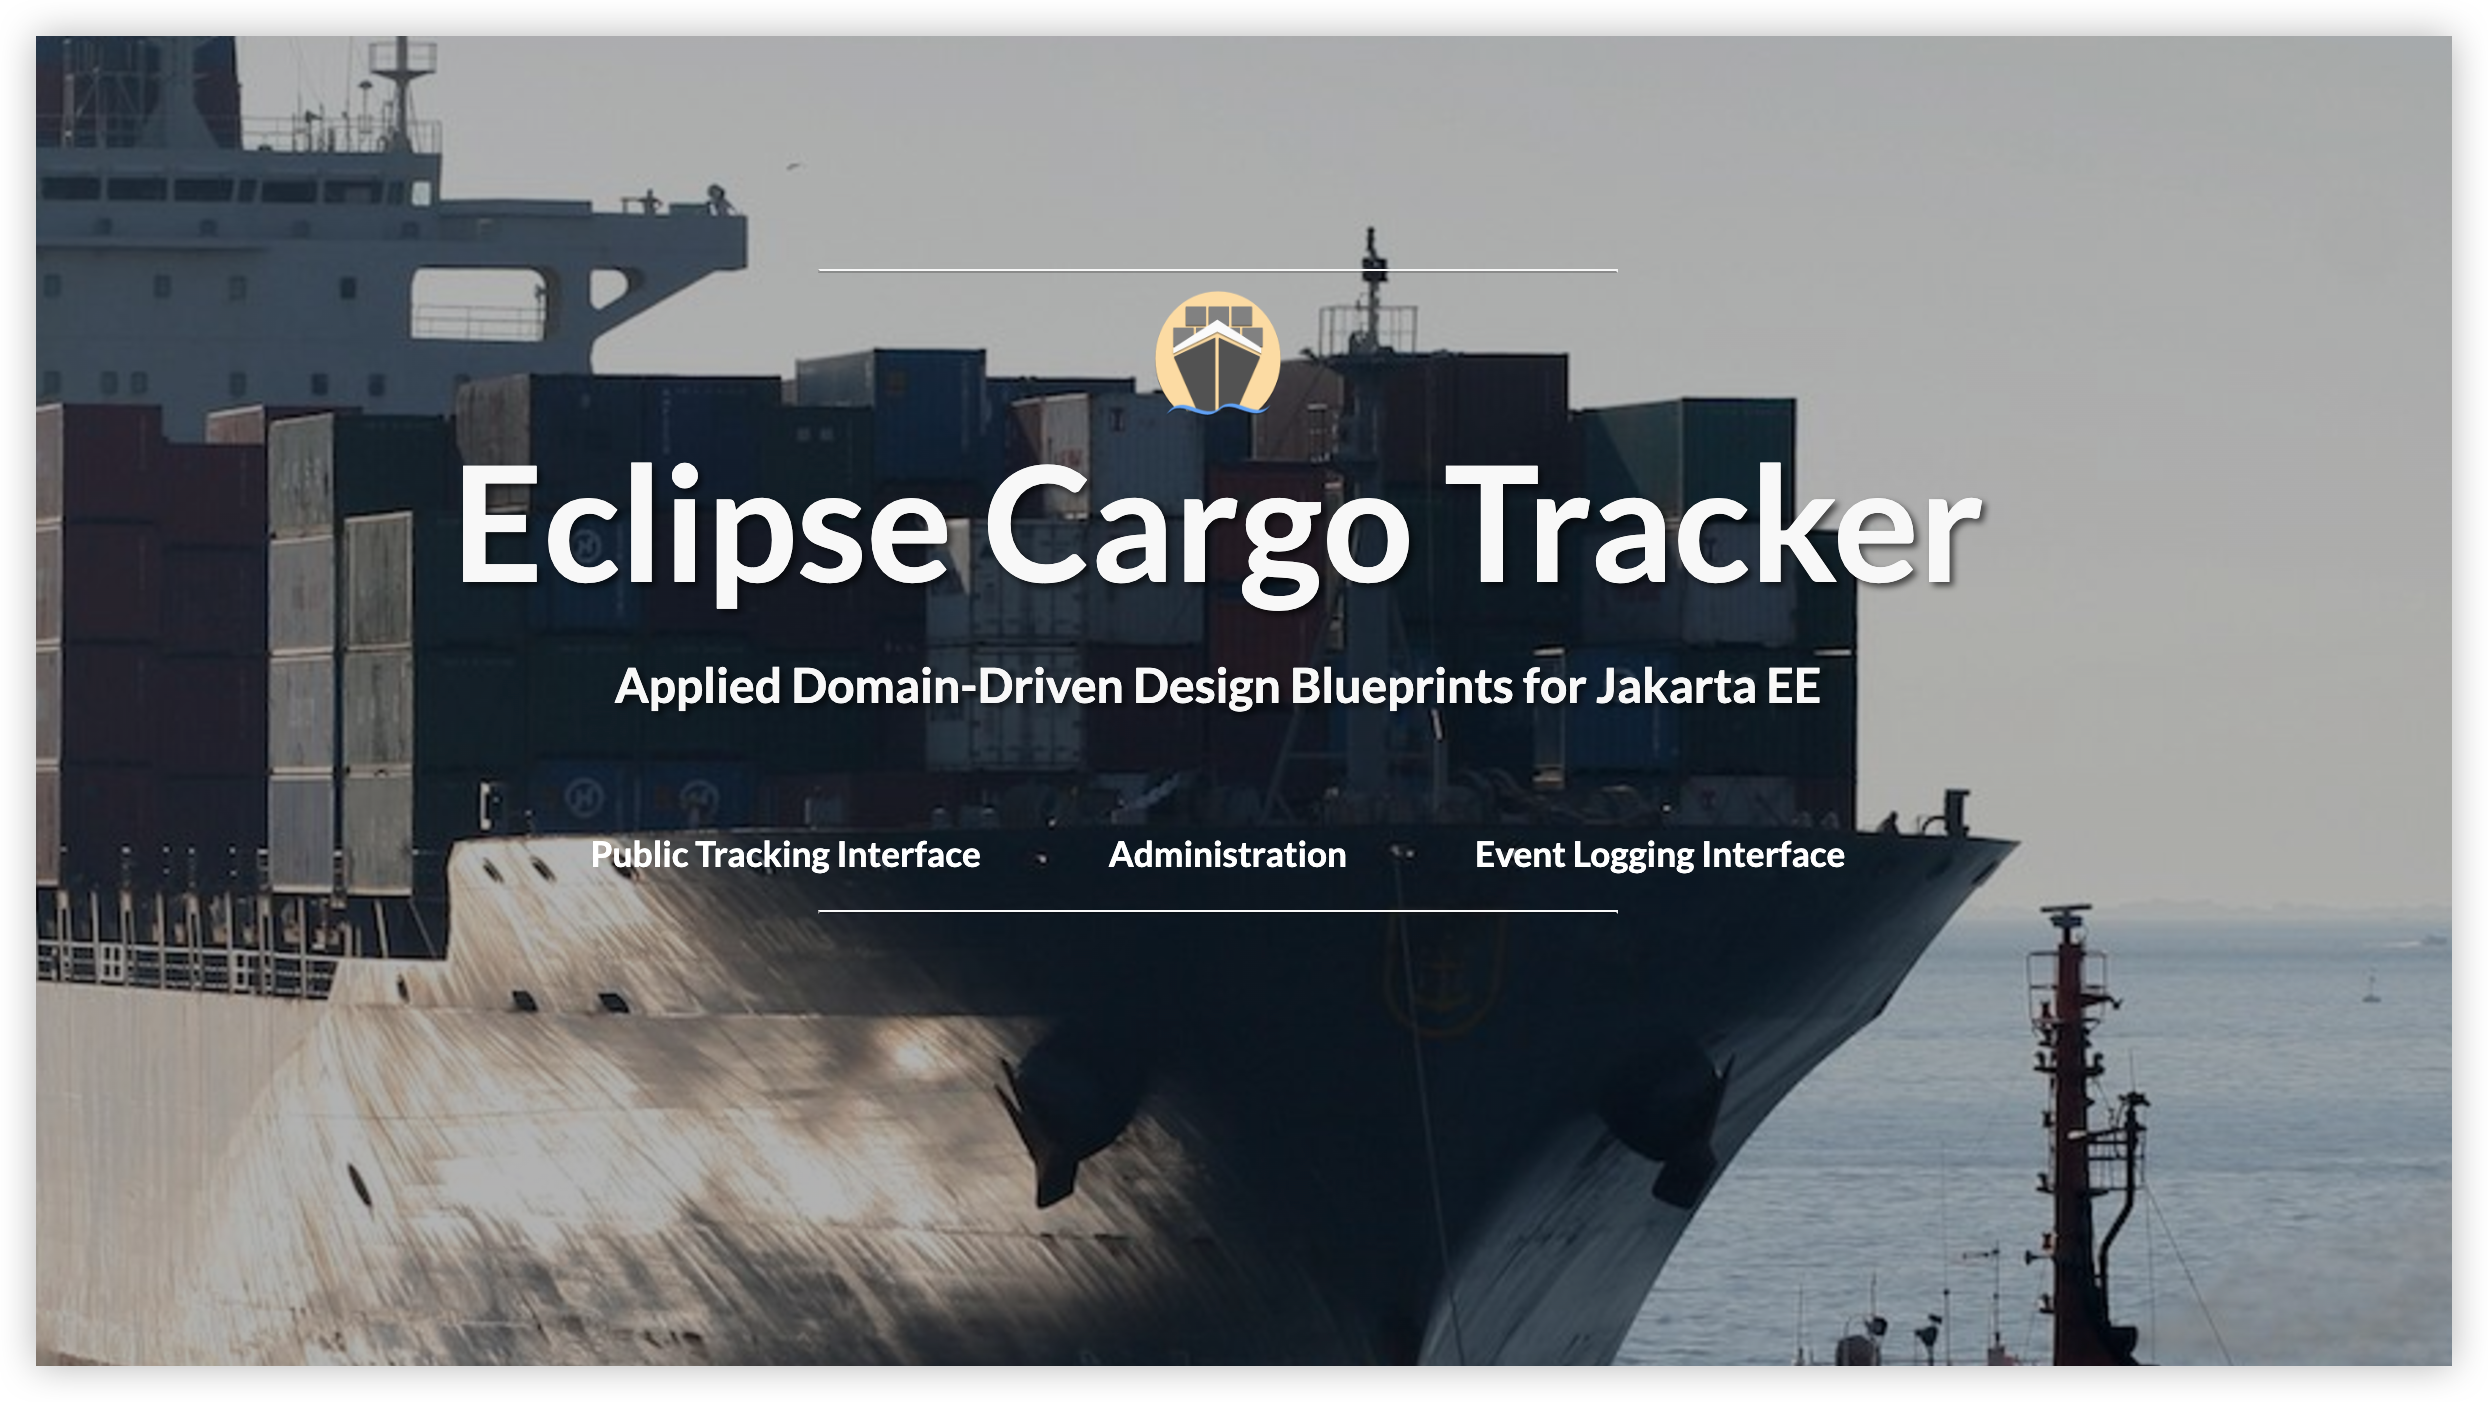 Eclipse Cargo Tracker
Applied Domain-Driven Design Blueprints for Jakarta EE
Public Tracking Interface Administration Event Logging Interface